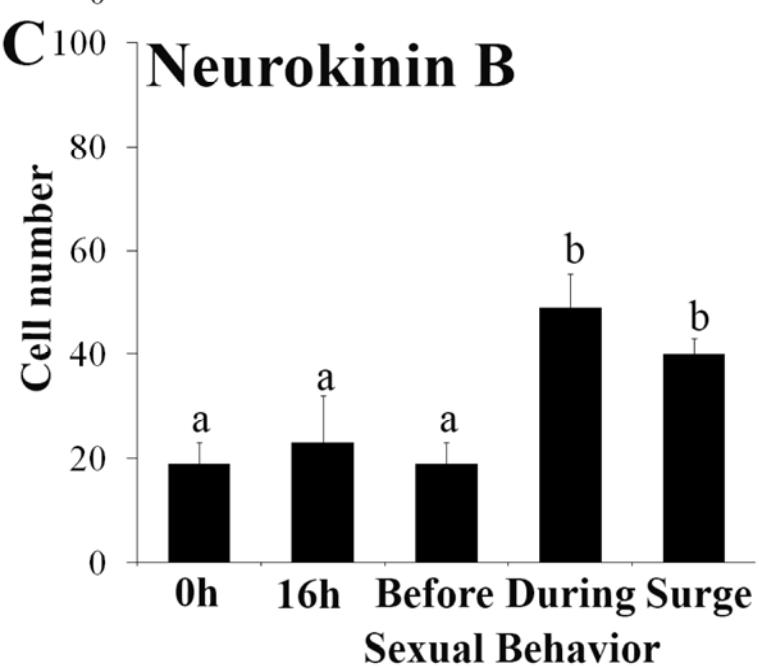 C
100
Neurokinin B
80
60
40
20
0
Cell number
a
a
a
b
b
0h 16h Before During Surge
Sexual Behavior